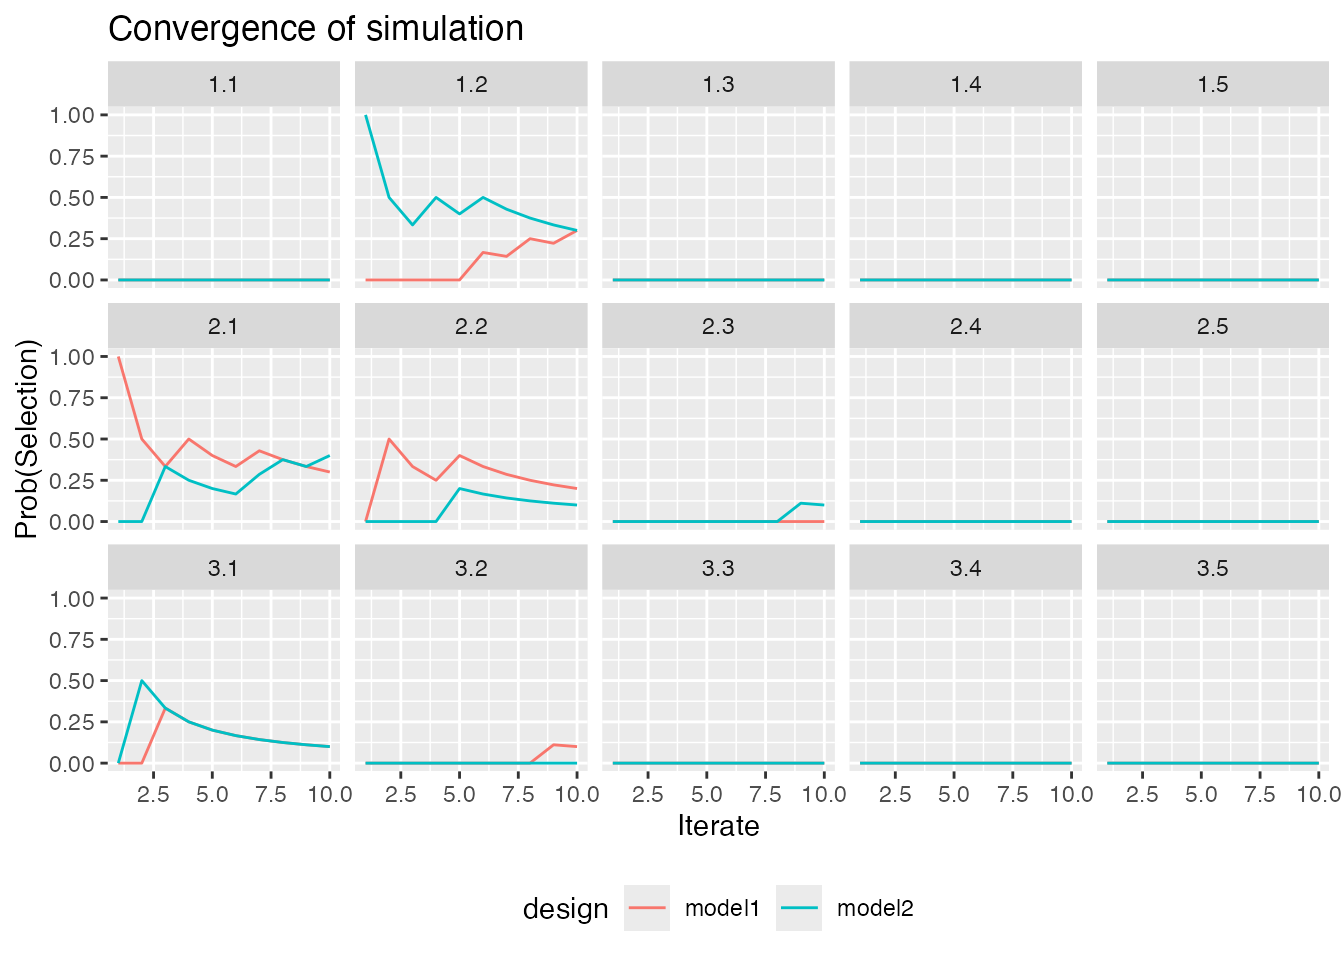 Convergence of simulation
1.1 1.2 1.3 1.4 1.5
1.00
0.75
0.50
0.25
0.00
2.1 2.2 2.3 2.4 2.5
1.00
0.75
0.50
0.25
0.00
Prob(Selection)
3.1 3.2 3.3 3.4 3.5
1.00
0.75
0.50
0.25
0.00
2.5 5.0 7.5 10.0 2.5 5.0 7.5 10.0 2.5 5.0 7.5 10.0 2.5 5.0 7.5 10.0 2.5 5.0 7.5 10.0
Iterate
design model1 model2